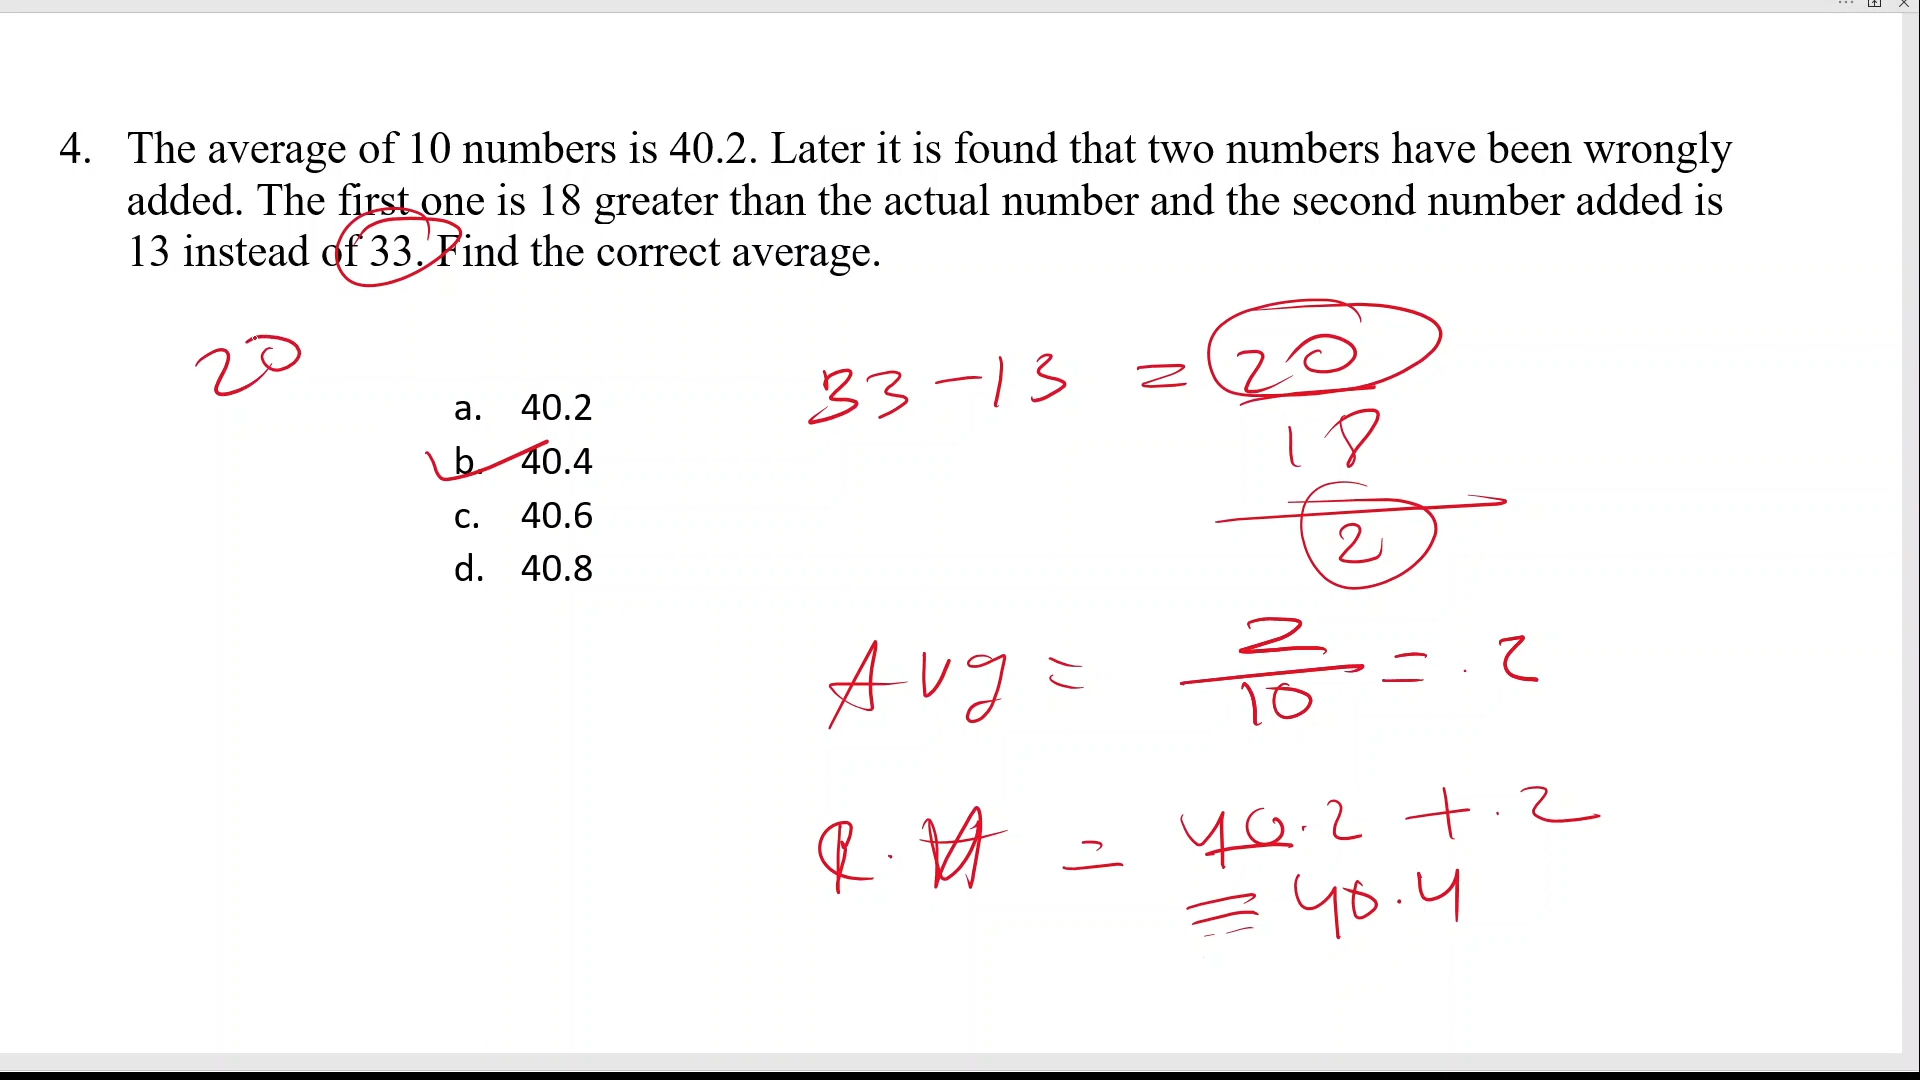 4. The average of 10 numbers is 40.2. Later it is found that two numbers have been wrongly
added. The first one is 18 greater than the actual number and the second number added is
13 instead of 33. Find the correct average.
20
a. 40.2
b. 40.4
c. 40.6
d. 40.8
33 - 13 = 20
18
2
Avg = 2/10 = .2
= 40.2 + .2
= 40.4